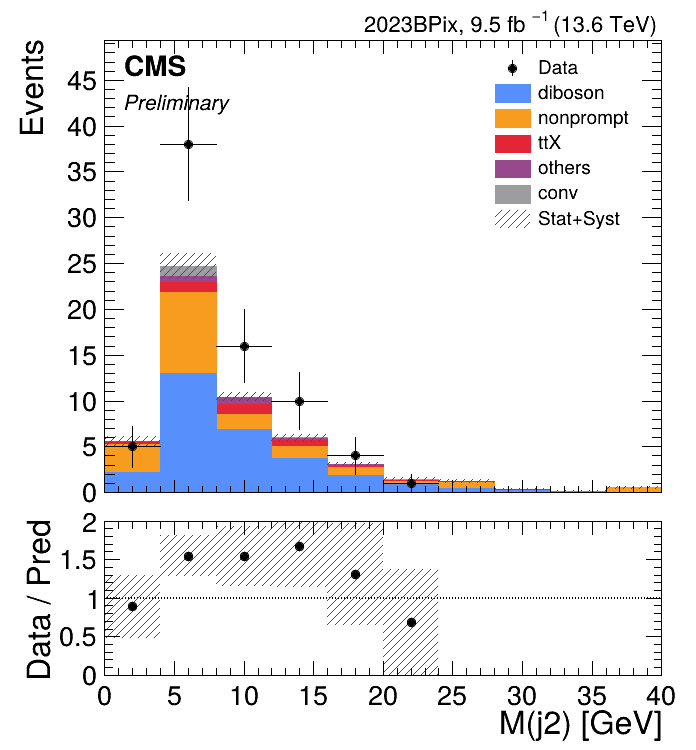 2023BPix, 9.5 fb⁻¹ (13.6 TeV)
CMS
Preliminary
Events
45
40
35
30
25
20
15
10
5
0
Data
diboson
nonprompt
ttX
others
conv
Stat+Syst
Data / Pred
2
1.5
1
0.5
0
0 5 10 15 20 25 30 35 40
M(j2) [GeV]